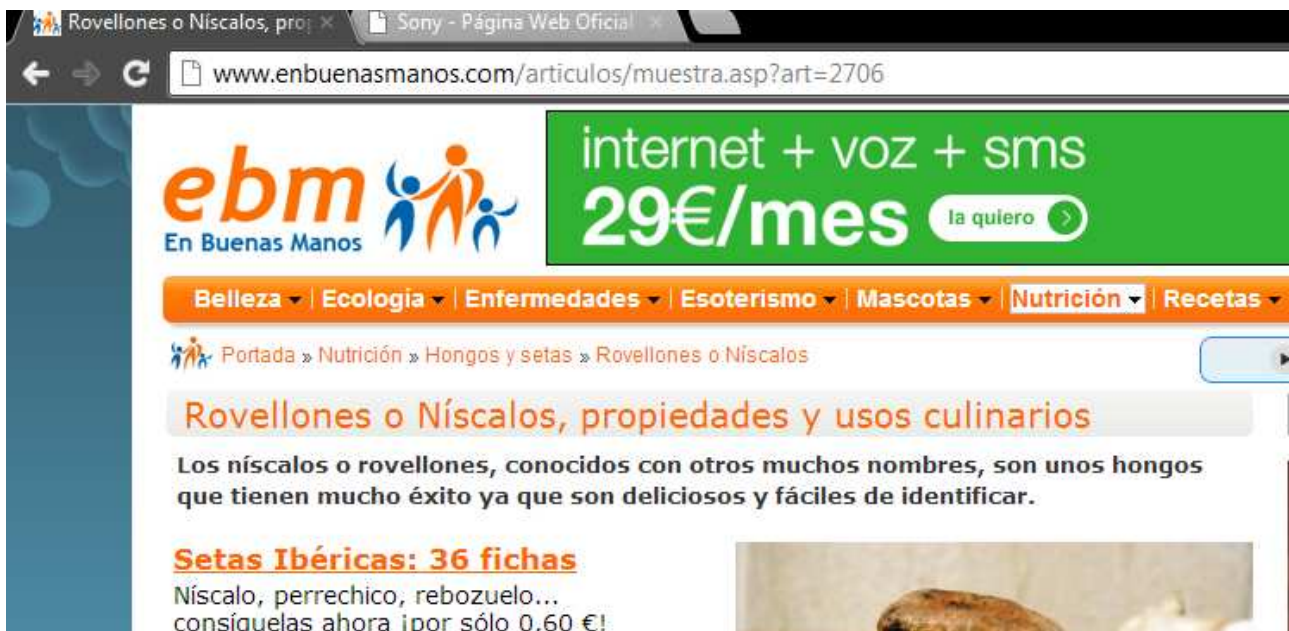 Rovellones o Níscalos, pro
Sony - Página Web Oficial
www.enbuenasmanos.com/articulos/muestra.asp?art=2706
ebm
En Buenas Manos
internet + voz + sms
29€/mes la quiero
Belleza | Ecología | Enfermedades | Esoterismo | Mascotas | Nutrición | Recetas
Portada » Nutrición » Hongos y setas » Rovellones o Níscalos
Rovellones o Níscalos, propiedades y usos culinarios
Los níscalos o rovellones, conocidos con otros muchos nombres, son unos hongos
que tienen mucho éxito ya que son deliciosos y fáciles de identificar.
Setas Ibéricas: 36 fichas
Níscalo, perrechico, rebozuelo...
consíguelas ahora ¡por sólo 0,60 €!